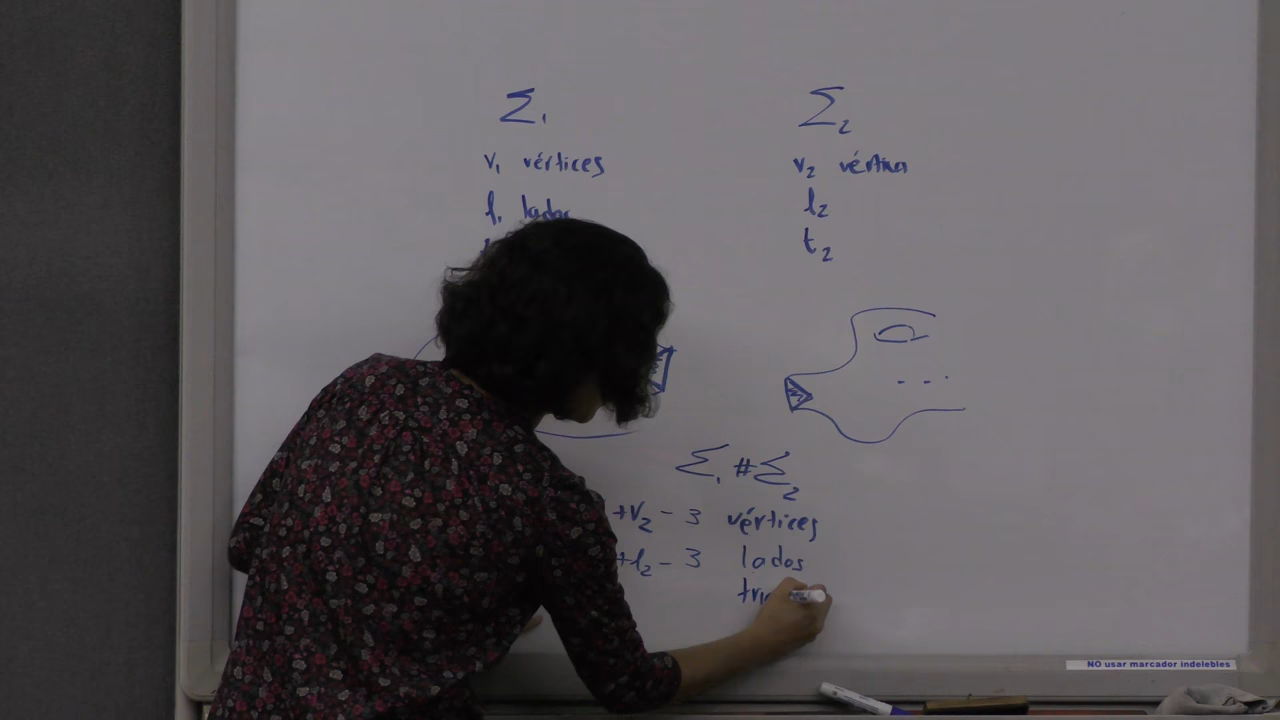 Σ₁ Σ₂
v₁ vértices v₂
l₁ lados l₂
t₂
Σ₁ # Σ₂
+v₂ - 3 vértices
+l₂ - 3 lados
NO usar marcador indelebles